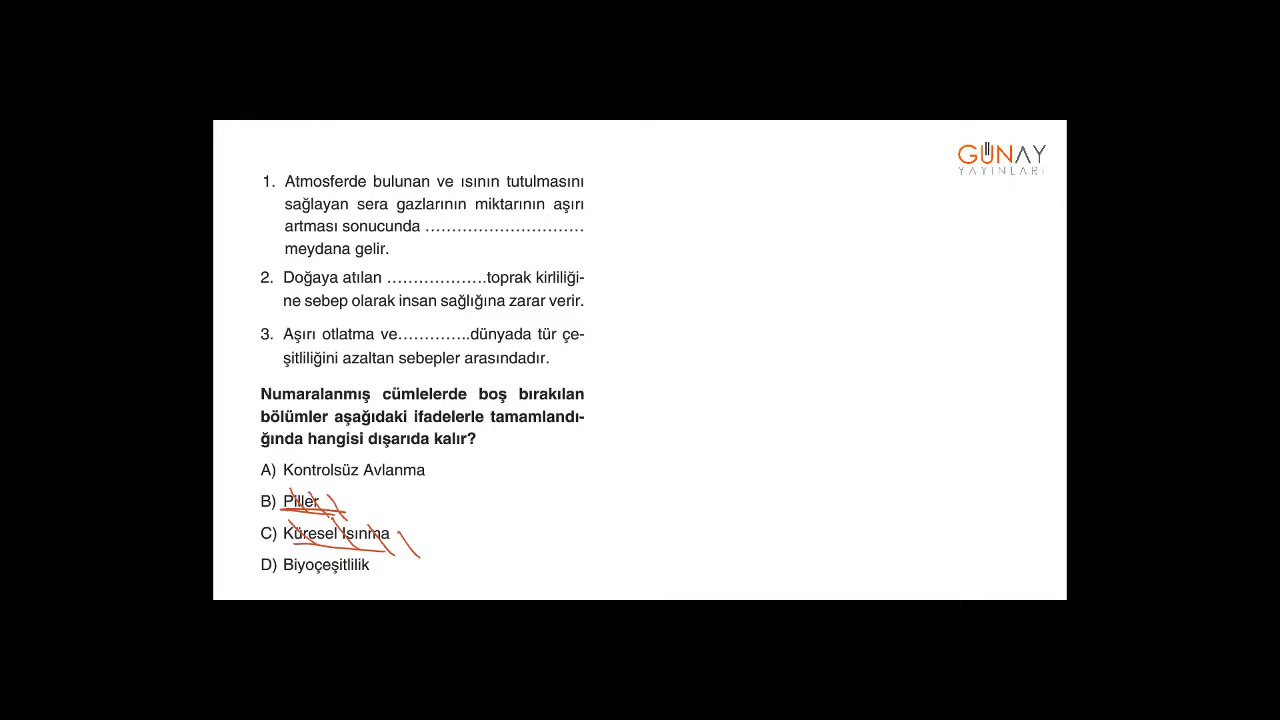 GÜNAY
YAYINLARI
1. Atmosferde bulunan ve ısının tutulmasını
sağlayan sera gazlarının miktarının aşırı
artması sonucunda ..............................
meydana gelir.
2. Doğaya atılan ...................toprak kirliliği-
ne sebep olarak insan sağlığına zarar verir.
3. Aşırı otlatma ve..............dünyada tür çe-
şitliliğini azaltan sebepler arasındadır.
Numaralanmış cümlelerde boş bırakılan
bölümler aşağıdaki ifadelerle tamamlandı-
ğında hangisi dışarıda kalır?
A) Kontrolsüz Avlanma
B) Piller
C) Küresel Isınma
D) Biyoçeşitlilik